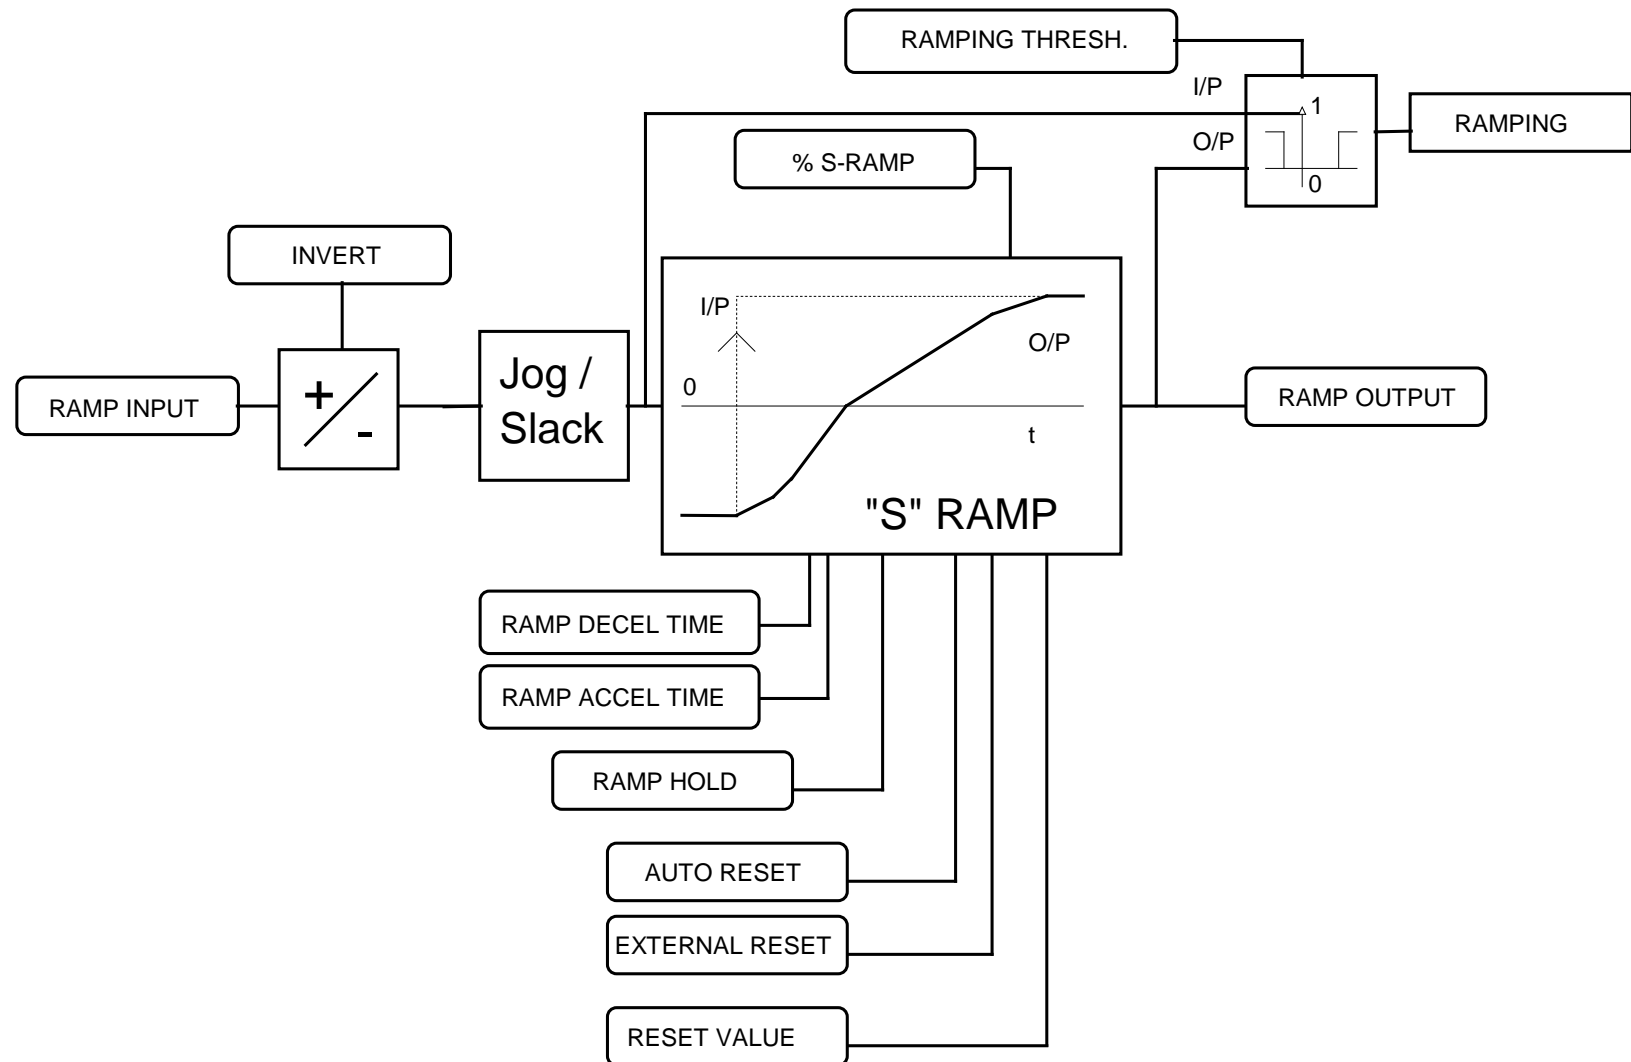 RAMPING THRESH.
I/P
1
RAMPING
O/P
0
% S-RAMP
INVERT
I/P
O/P
Jog /
Slack
0
+
-
RAMP INPUT
RAMP OUTPUT
t
"S" RAMP
RAMP DECEL TIME
RAMP ACCEL TIME
RAMP HOLD
AUTO RESET
EXTERNAL RESET
RESET VALUE